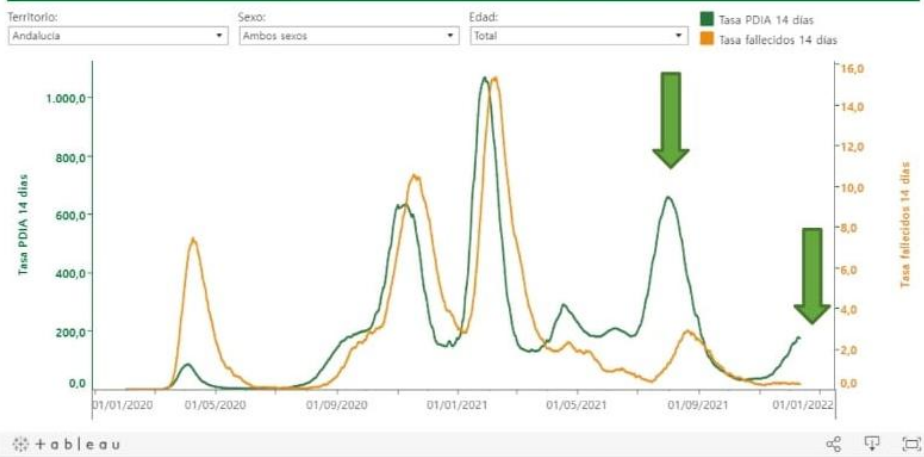 Territorio: Sexo: Edad:
Andalucía Ambos sexos Total
Tasa PDIA 14 días
Tasa fallecidos 14 días
Tasa PDIA 14 días
1.000,0
800,0
600,0
400,0
200,0
0,0
16,0
14,0
12,0
10,0
8,0
6,0
4,0
2,0
0,0
Tasa fallecidos 14 días
01/01/2020 01/05/2020 01/09/2020 01/01/2021 01/05/2021 01/09/2021 01/01/2022
+ a b l e a u